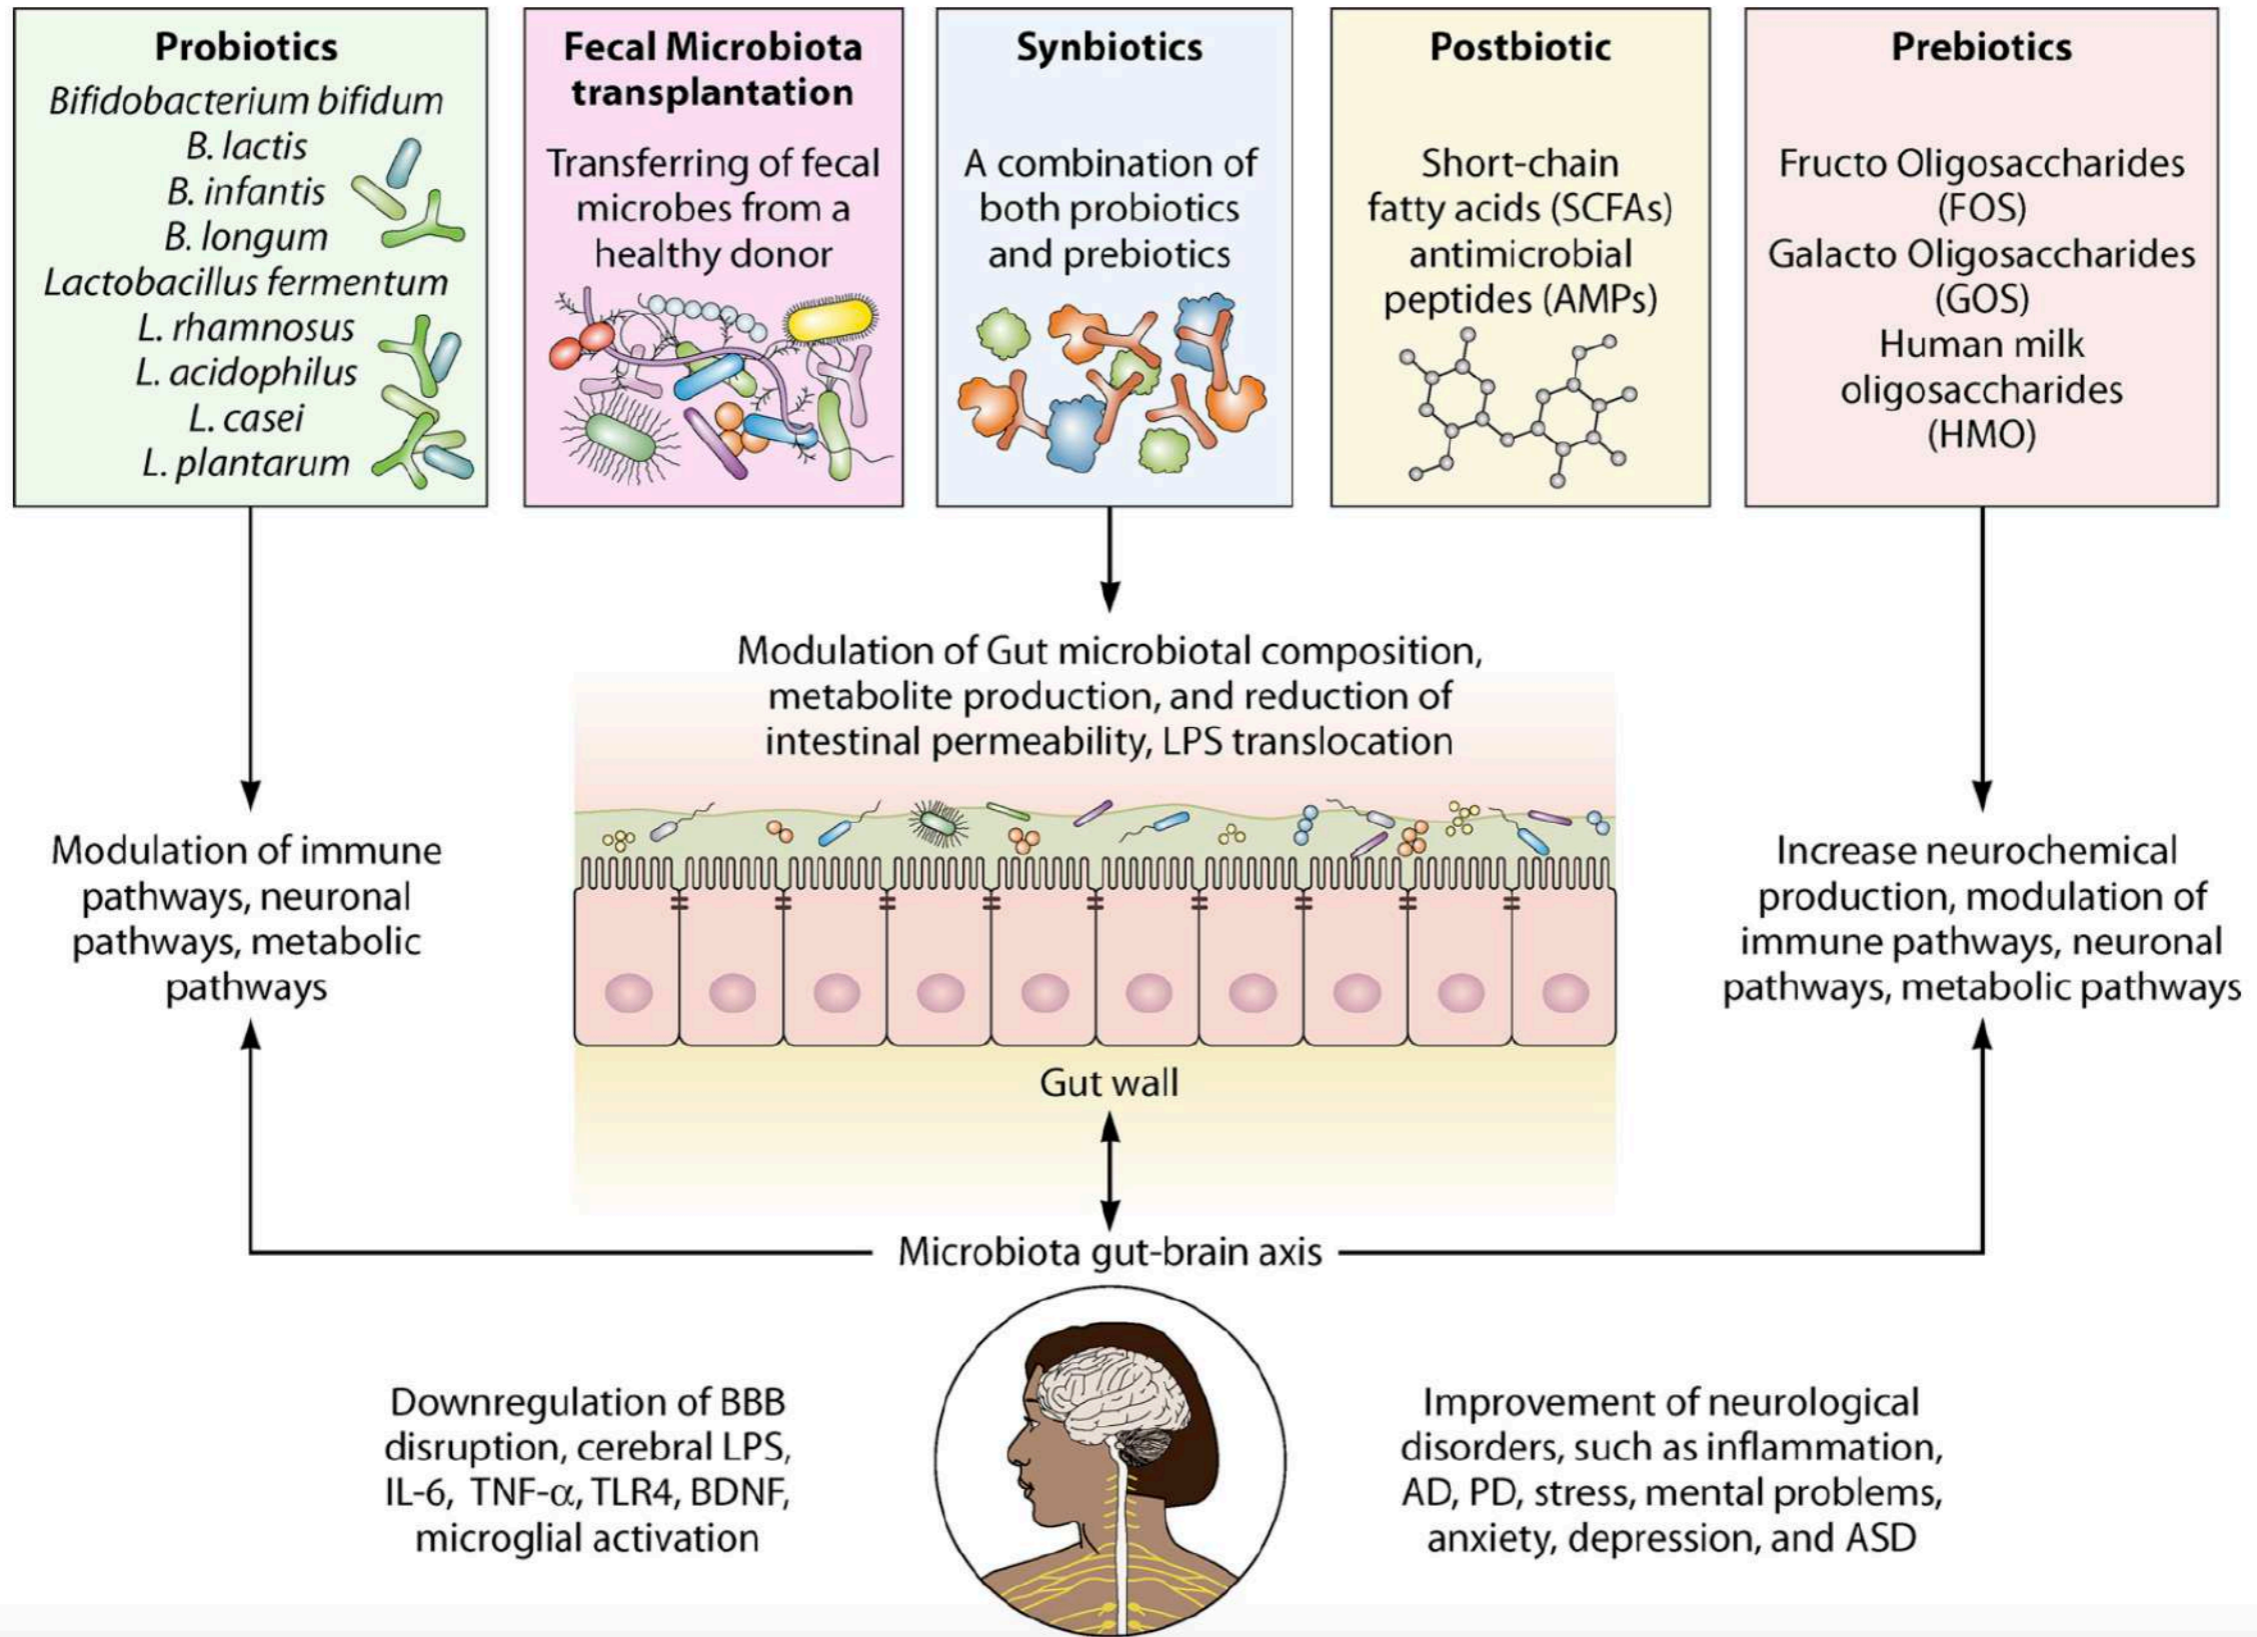 Probiotics
Bifidobacterium bifidum
B. lactis
B. infantis
B. longum
Lactobacillus fermentum
L. rhamnosus
L. acidophilus
L. casei
L. plantarum
Fecal Microbiota
transplantation
Transferring of fecal
microbes from a
healthy donor
Synbiotics
A combination of
both probiotics
and prebiotics
Postbiotic
Short-chain
fatty acids (SCFAs)
antimicrobial
peptides (AMPs)
Prebiotics
Fructo Oligosaccharides
(FOS)
Galacto Oligosaccharides
(GOS)
Human milk
oligosaccharides
(HMO)
Modulation of Gut microbiotal composition,
metabolite production, and reduction of
intestinal permeability, LPS translocation
Modulation of immune
pathways, neuronal
pathways, metabolic
pathways
Increase neurochemical
production, modulation of
immune pathways, neuronal
pathways, metabolic pathways
Gut wall
Microbiota gut-brain axis
Downregulation of BBB
disruption, cerebral LPS,
IL-6, TNF-α, TLR4, BDNF,
microglial activation
Improvement of neurological
disorders, such as inflammation,
AD, PD, stress, mental problems,
anxiety, depression, and ASD